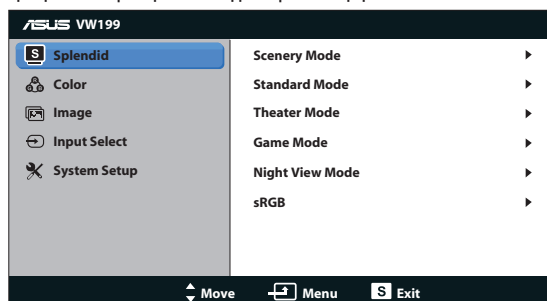 ASUS VW199
S Splendid
Color
Image
Input Select
System Setup
Scenery Mode
Standard Mode
Theater Mode
Game Mode
Night View Mode
sRGB
Move Menu S Exit